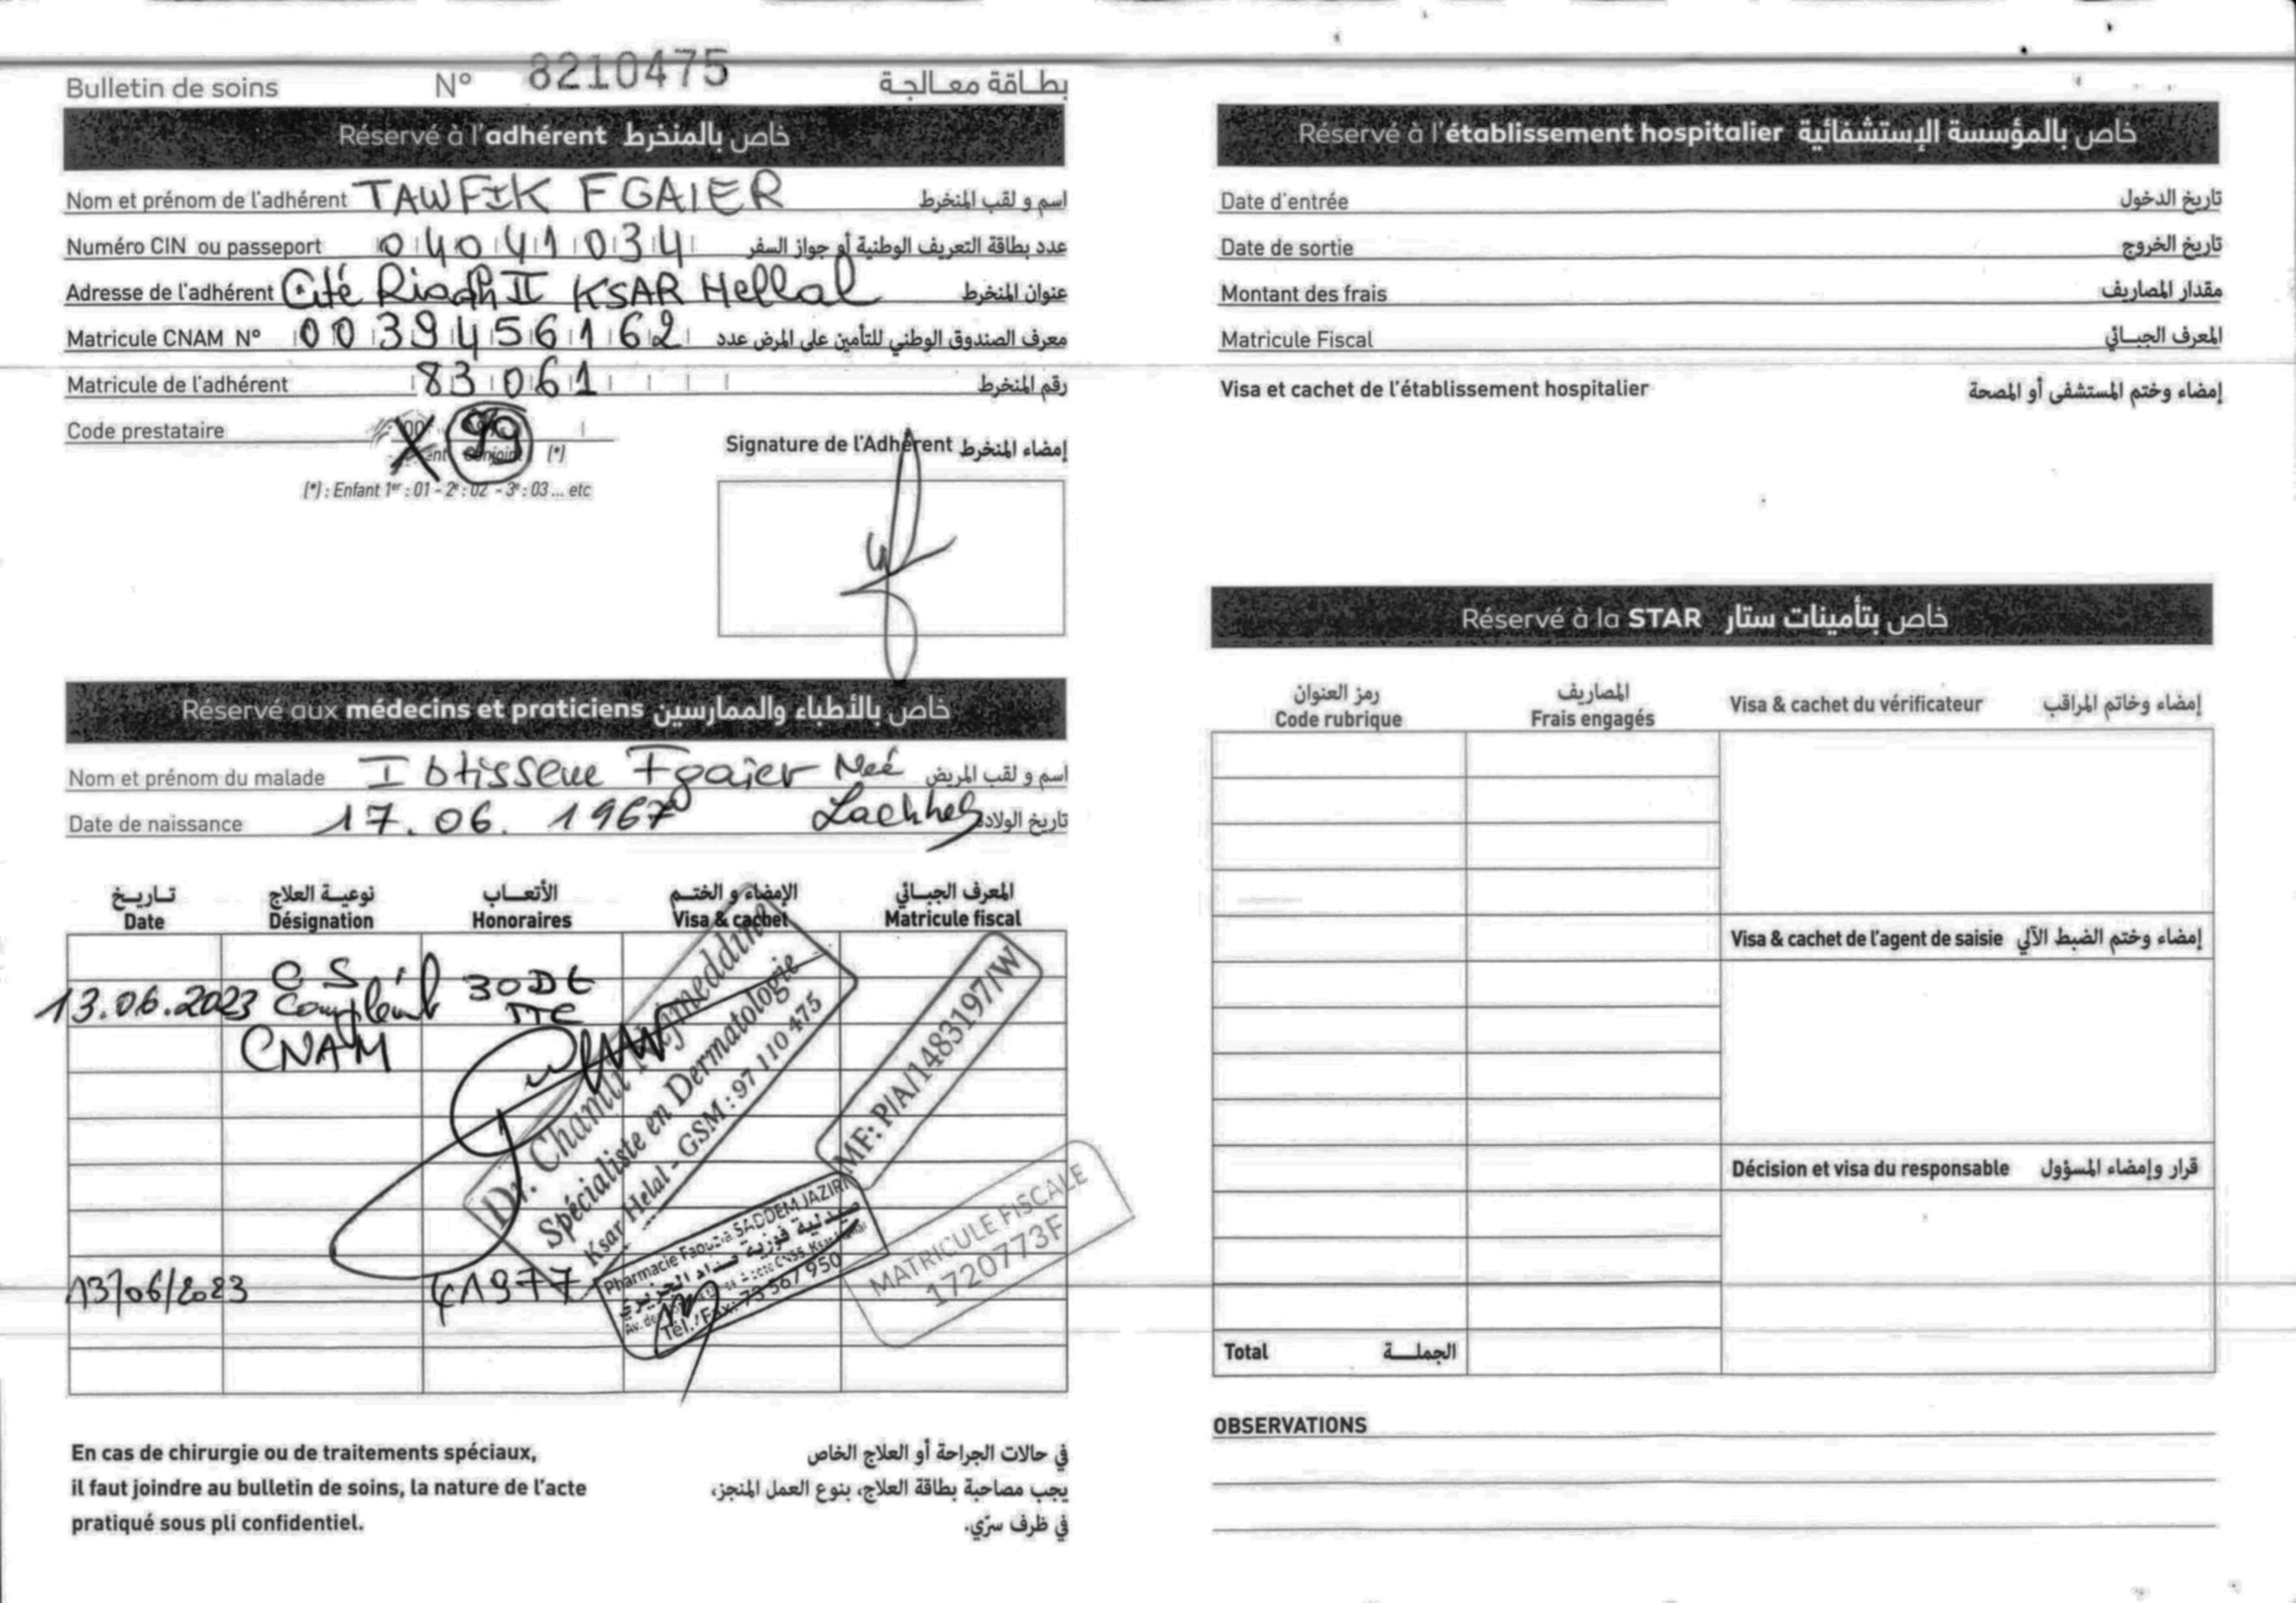 Bulletin de soins N° 8210475 بطاقة معالجة
Réservé à l'adhérent خاص بالمنخرط
Nom et prénom de l'adhérent TAWFIK FGAIER اسم و لقب المنخرط
Numéro CIN ou passeport 04041034 عدد بطاقة التعريف الوطنية أو جواز السفر
Adresse de l'adhérent Cité Riadh II KSAR Hellal عنوان المنخرط
Matricule CNAM N° 0039456162 معرف الصندوق الوطني للتأمين على المرض عدد
Matricule de l'adhérent 83061 رقم المنخرط
Code prestataire 00 99
Conjoint (*)
(*) : Enfant 1er : 01 - 2e : 02 - 3e : 03 ... etc
Signature de l'Adhérent إمضاء المنخرط
Réservé aux médecins et praticiens خاص بالأطباء والممارسين
Nom et prénom du malade Ibtisseme Fgaier Neé اسم و لقب المريض
Date de naissance 17.06.1967 Lachheb تاريخ الولادة
تاريخ نوعية العلاج الأتعاب الإمضاء و الختم المعرف الجبائي
Date Désignation Honoraires Visa & cachet Matricule fiscal
13.06.2023 CS Complémt CNAM 30DT TTC
Dr. Chamli Nejmeddine
Spécialiste en Dermatologie
Ksar Helal - GSM : 97 110 475
MF: P/A/1483197/W
13/06/2023 41977
Pharmacie Faouzia SADDEM JAZIRI
صيدلية فوزية صدام الجزيري
Tél./Fax: 73 567 950
MATRICULE FISCALE
1720773F
En cas de chirurgie ou de traitements spéciaux,
il faut joindre au bulletin de soins, la nature de l'acte
pratiqué sous pli confidentiel.
في حالات الجراحة أو العلاج الخاص
يجب مصاحبة بطاقة العلاج، بنوع العمل المنجز،
في ظرف سرّي.
Réservé à l'établissement hospitalier خاص بالمؤسسة الإستشفائية
Date d'entrée تاريخ الدخول
Date de sortie تاريخ الخروج
Montant des frais مقدار المصاريف
Matricule Fiscal المعرف الجبائي
Visa et cachet de l'établissement hospitalier إمضاء وختم المستشفى أو المصحة
Réservé à la STAR خاص بتأمينات ستار
رمز العنوان المصاريف
Code rubrique Frais engagés Visa & cachet du vérificateur إمضاء وخاتم المراقب
Visa & cachet de l'agent de saisie إمضاء وختم الضبط الآلي
Décision et visa du responsable قرار وإمضاء المسؤول
Total الجملة
OBSERVATIONS